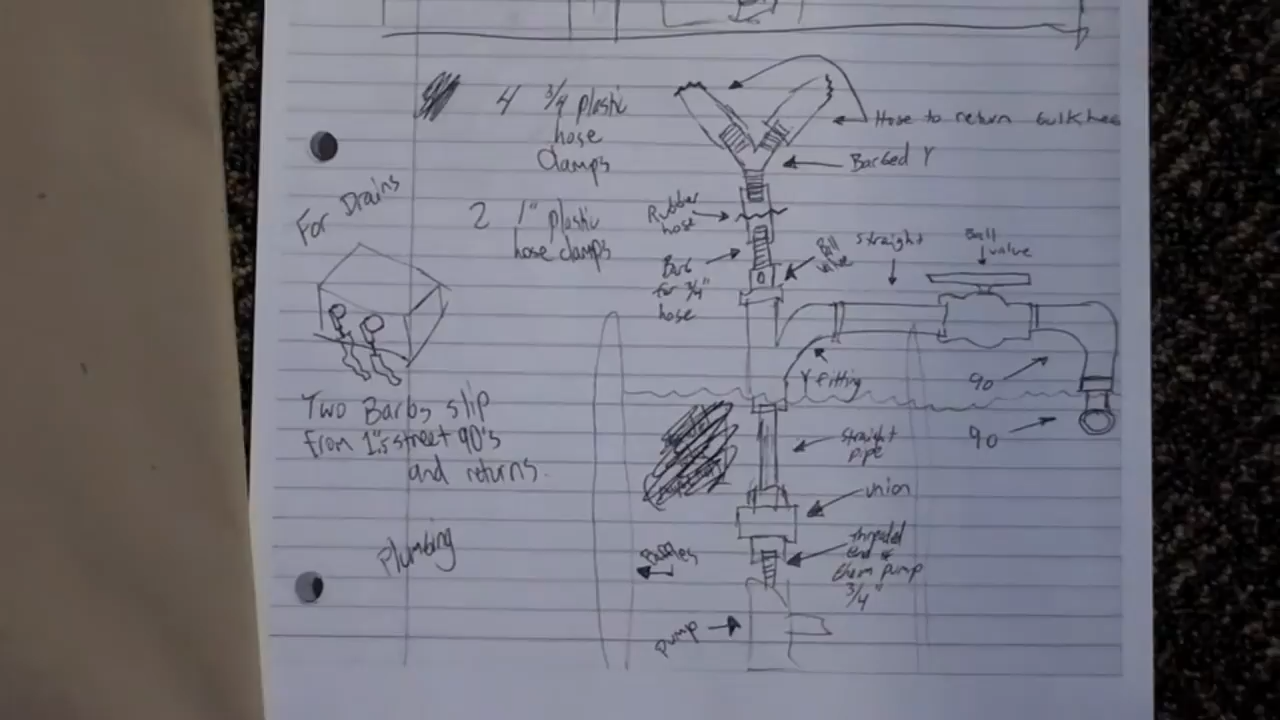 4 3/4 plastic
hose
Clamps
2 1" plastic
hose clamps
For Drains
Two Barbs slip
from 1" street 90's
and returns.
Plumbing
Hose to return bulkhea
Barbed Y
Rubber
hose
Barb
for 3/4"
hose
Ball
valve
straight
Ball
valve
Y fitting
90
90
straight
pipe
union
threaded
end of
pump
3/4"
Baffles
pump